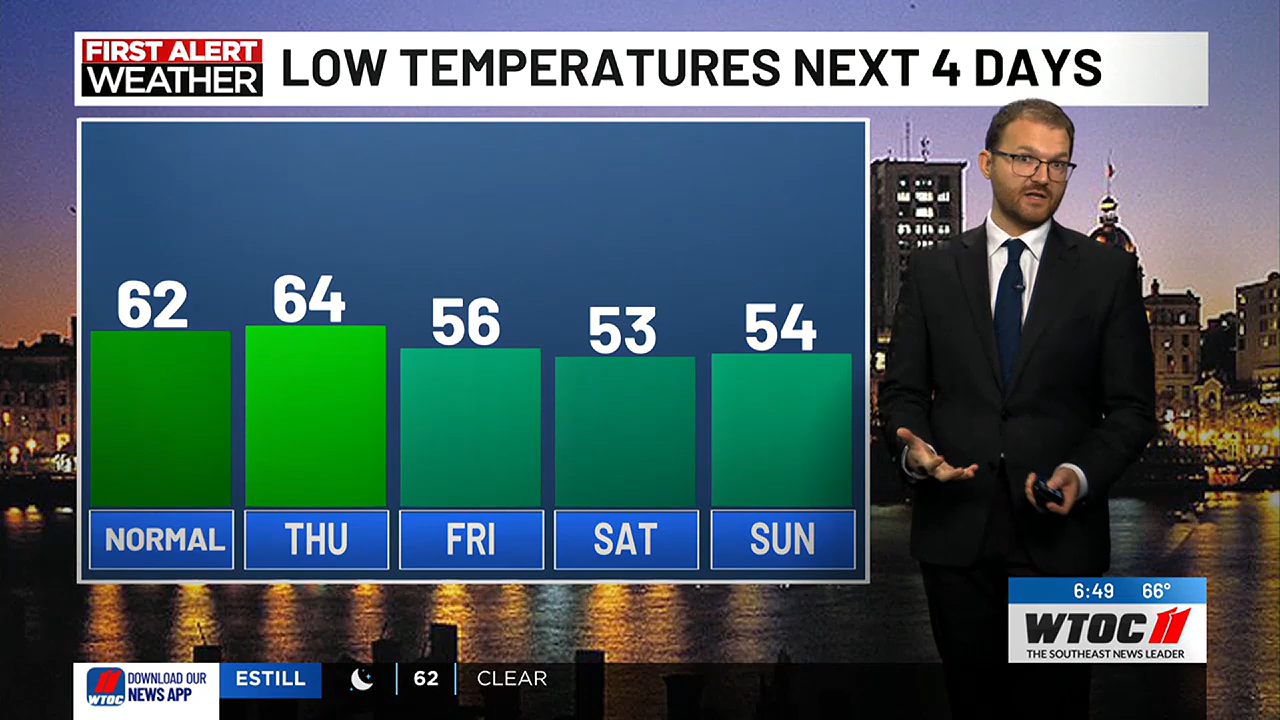 FIRST ALERT
WEATHER
LOW TEMPERATURES NEXT 4 DAYS
62
64
56
53
54
NORMAL
THU
FRI
SAT
SUN
6:49 66°
WTOC 11
THE SOUTHEAST NEWS LEADER
11
WTOC
DOWNLOAD OUR
NEWS APP
ESTILL
62
CLEAR